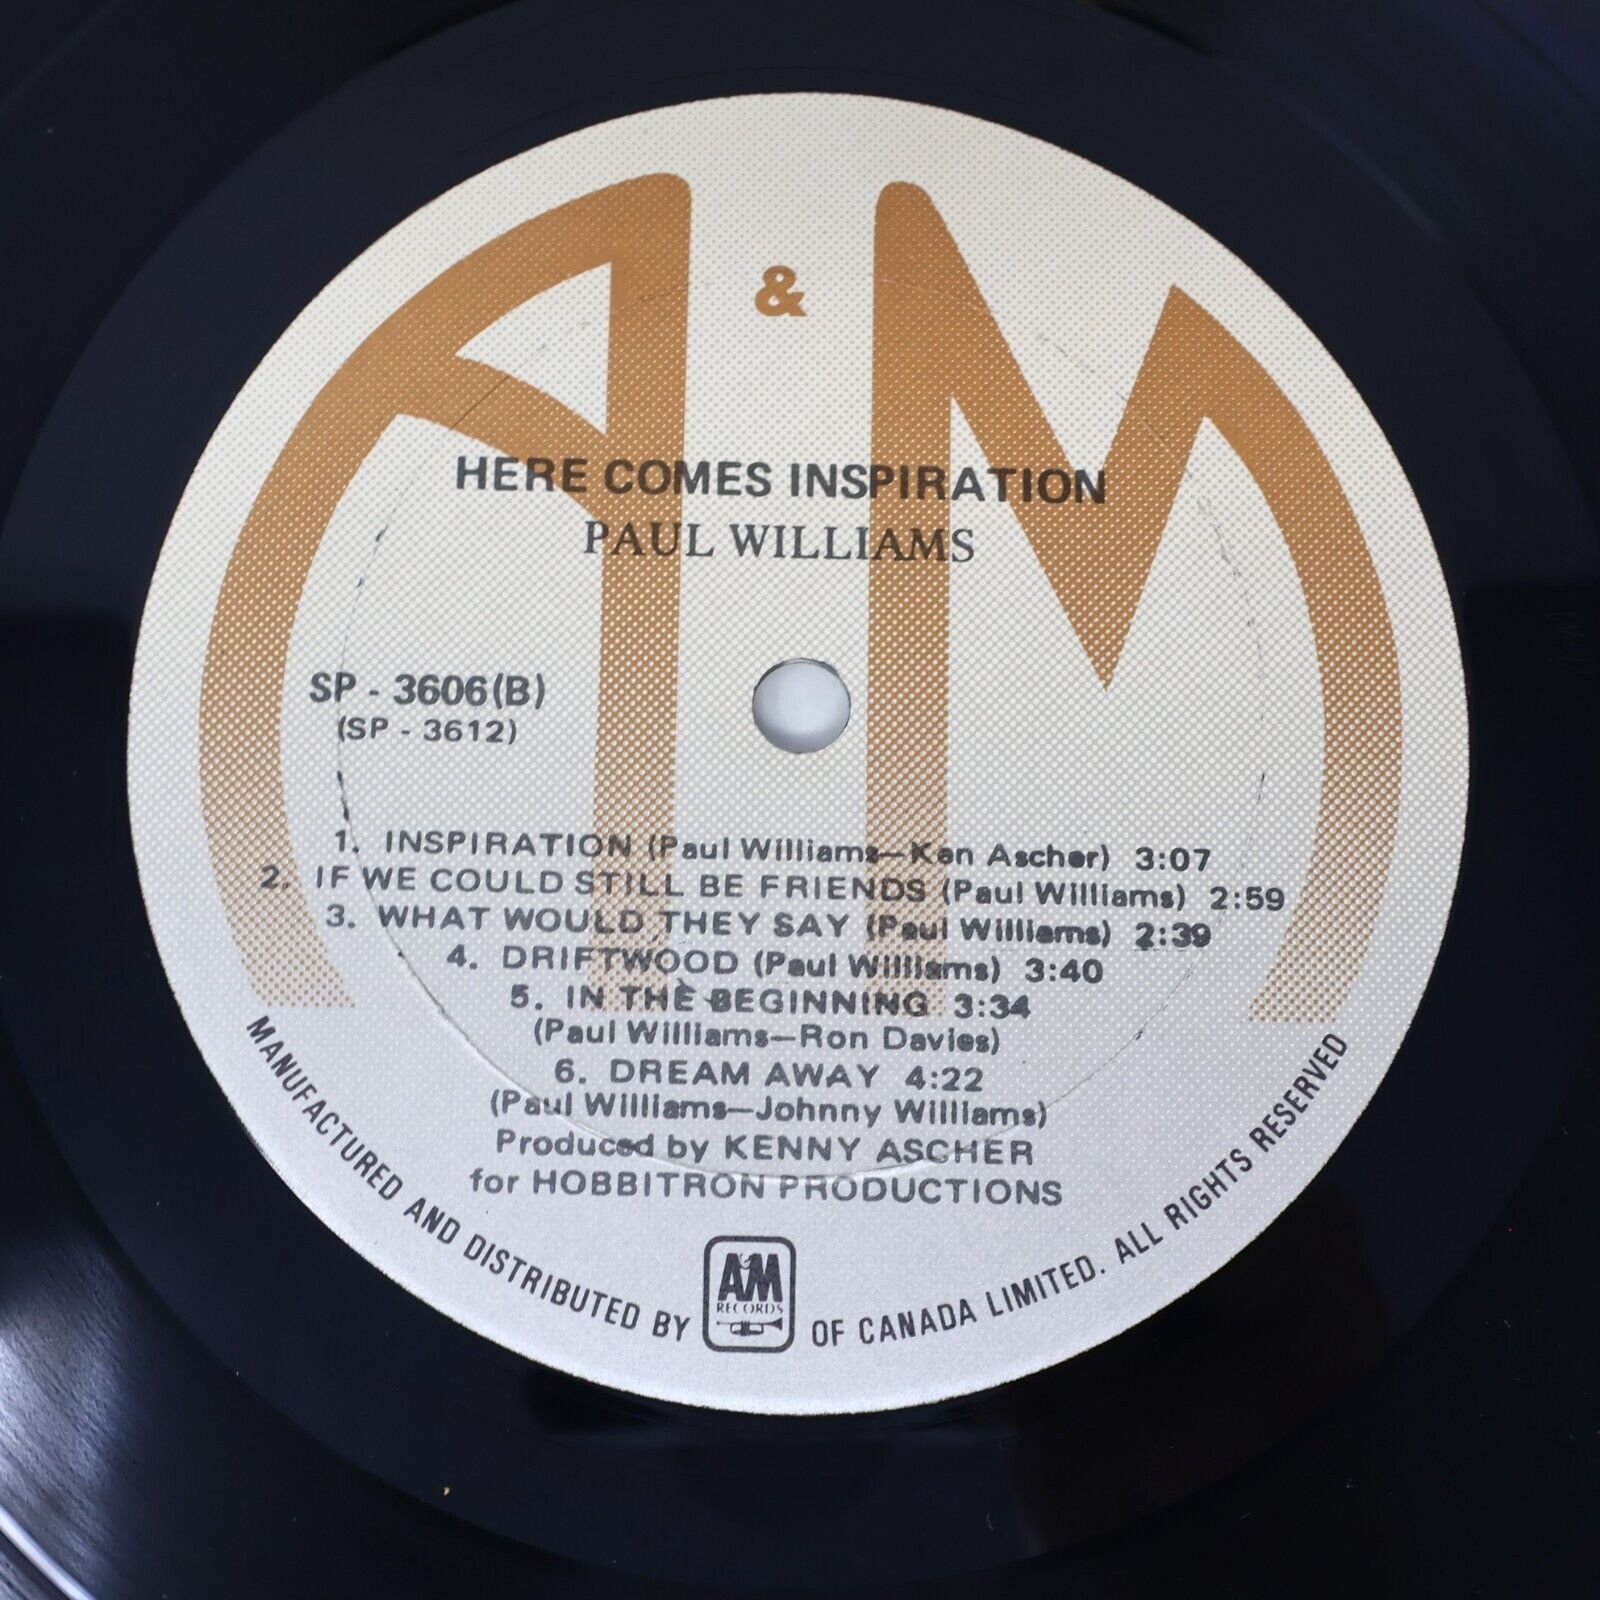 A & M
HERE COMES INSPIRATION
PAUL WILLIAMS
SP - 3606 (B)
(SP - 3612)
1. INSPIRATION (Paul Williams—Ken Ascher) 3:07
2. IF WE COULD STILL BE FRIENDS (Paul Williams) 2:59
3. WHAT WOULD THEY SAY (Paul Williams) 2:39
4. DRIFTWOOD (Paul Williams) 3:40
5. IN THE BEGINNING 3:34
(Paul Williams—Ron Davies)
6. DREAM AWAY 4:22
(Paul Williams—Johnny Williams)
Produced by KENNY ASCHER
for HOBBITRON PRODUCTIONS
MANUFACTURED AND DISTRIBUTED BY AM RECORDS OF CANADA LIMITED. ALL RIGHTS RESERVED